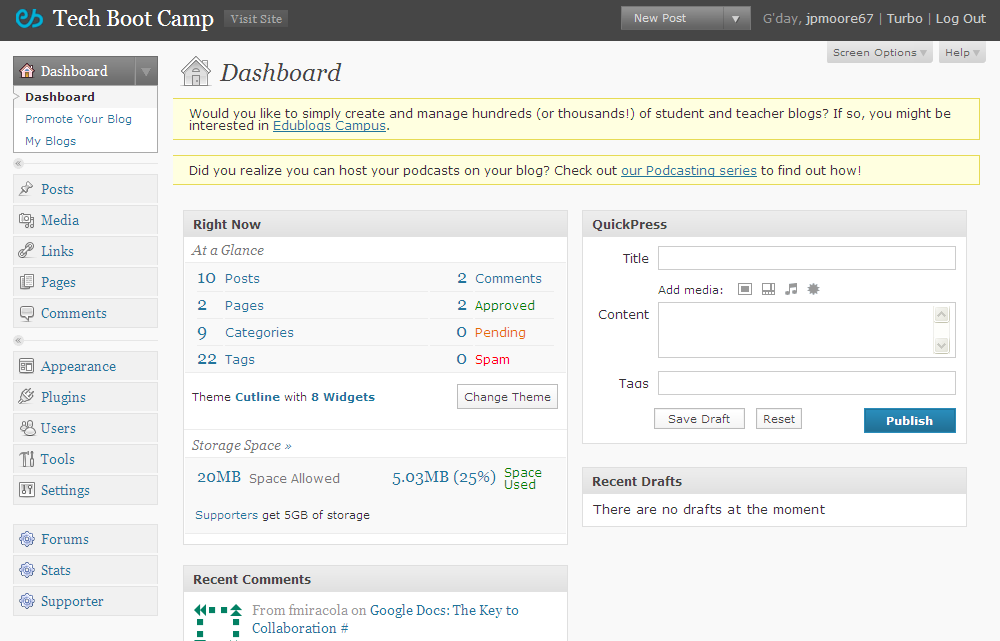 Tech Boot Camp
Visit Site
New Post
G'day, jpmoore67 | Turbo | Log Out
Screen Options
Help
Dashboard
Dashboard
Promote Your Blog
My Blogs
Posts
Media
Links
Pages
Comments
Appearance
Plugins
Users
Tools
Settings
Forums
Stats
Supporter
Dashboard
Would you like to simply create and manage hundreds (or thousands!) of student and teacher blogs? If so, you might be
interested in Edublogs Campus.
Did you realize you can host your podcasts on your blog? Check out our Podcasting series to find out how!
Right Now
At a Glance
10 Posts
2 Comments
2 Pages
2 Approved
9 Categories
0 Pending
22 Tags
0 Spam
Theme Cutline with 8 Widgets
Change Theme
Storage Space »
20MB Space Allowed
5.03MB (25%) Space
Used
Supporters get 5GB of storage
Recent Comments
From fmiracola on Google Docs: The Key to
Collaboration #
QuickPress
Title
Add media:
Content
Tags
Save Draft
Reset
Publish
Recent Drafts
There are no drafts at the moment